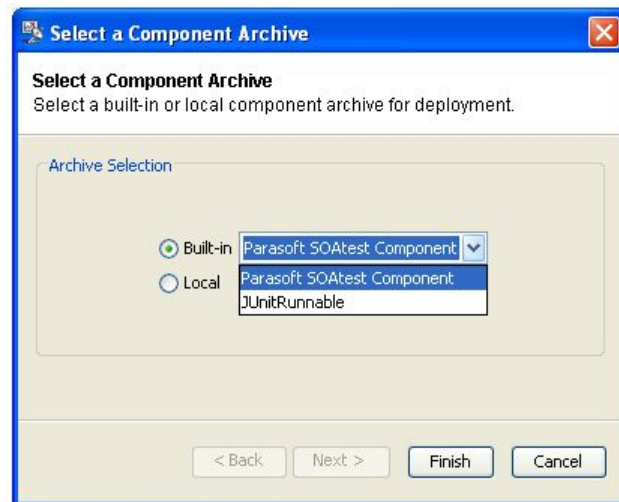 Select a Component Archive
Select a Component Archive
Select a built-in or local component archive for deployment.
Archive Selection
Built-in Parasoft SOAtest Component
Local Parasoft SOAtest Component
JUnitRunnable
< Back Next > Finish Cancel